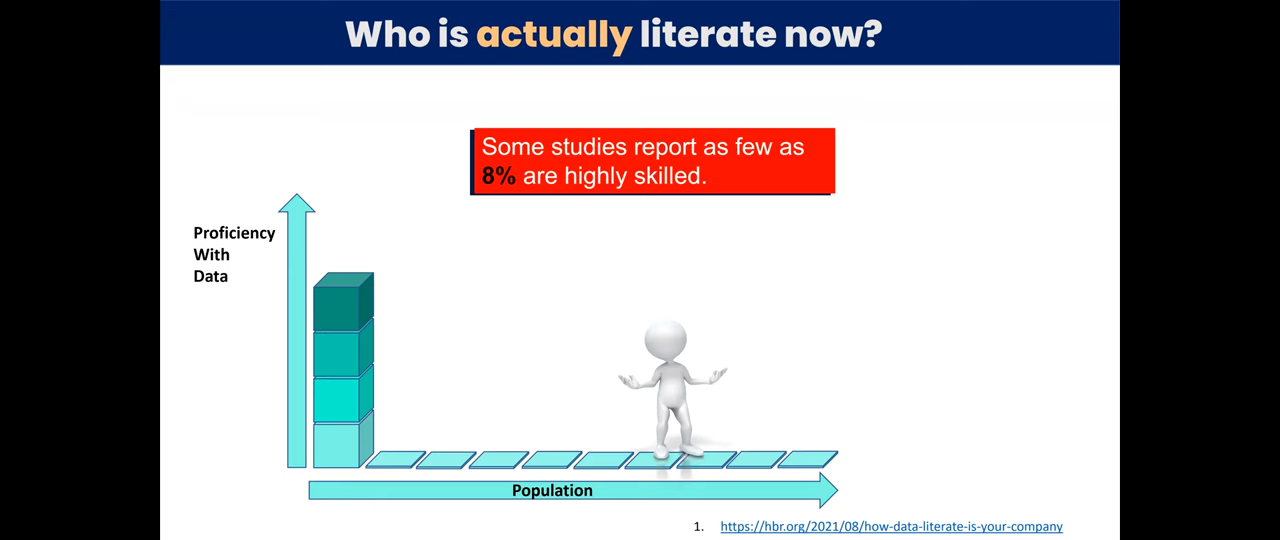 Who is actually literate now?
Some studies report as few as
8% are highly skilled.
Proficiency
With
Data
Population
1. https://hbr.org/2021/08/how-data-literate-is-your-company